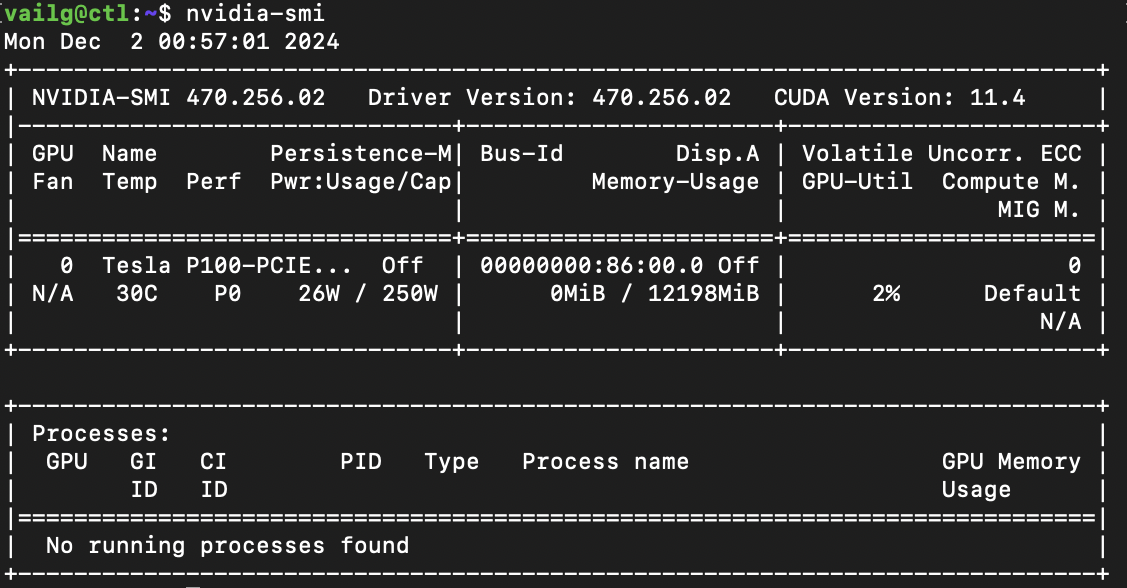 vailg@ctl:~$ nvidia-smi
Mon Dec  2 00:57:01 2024
+-----------------------------------------------------------------------------+
| NVIDIA-SMI 470.256.02   Driver Version: 470.256.02   CUDA Version: 11.4     |
|-------------------------------+----------------------+----------------------+
| GPU  Name        Persistence-M| Bus-Id        Disp.A | Volatile Uncorr. ECC |
| Fan  Temp  Perf  Pwr:Usage/Cap|         Memory-Usage | GPU-Util  Compute M. |
|                               |                      |               MIG M. |
|===============================+======================+======================|
|   0  Tesla P100-PCIE...  Off  | 00000000:86:00.0 Off |                    0 |
| N/A   30C    P0    26W / 250W |      0MiB / 12198MiB |      2%      Default |
|                               |                      |                  N/A |
+-------------------------------+----------------------+----------------------+

+-----------------------------------------------------------------------------+
| Processes:                                                                  |
|  GPU   GI   CI        PID   Type   Process name                  GPU Memory |
|        ID   ID                                                   Usage      |
|=============================================================================|
|  No running processes found                                                 |
+-----------------------------------------------------------------------------+